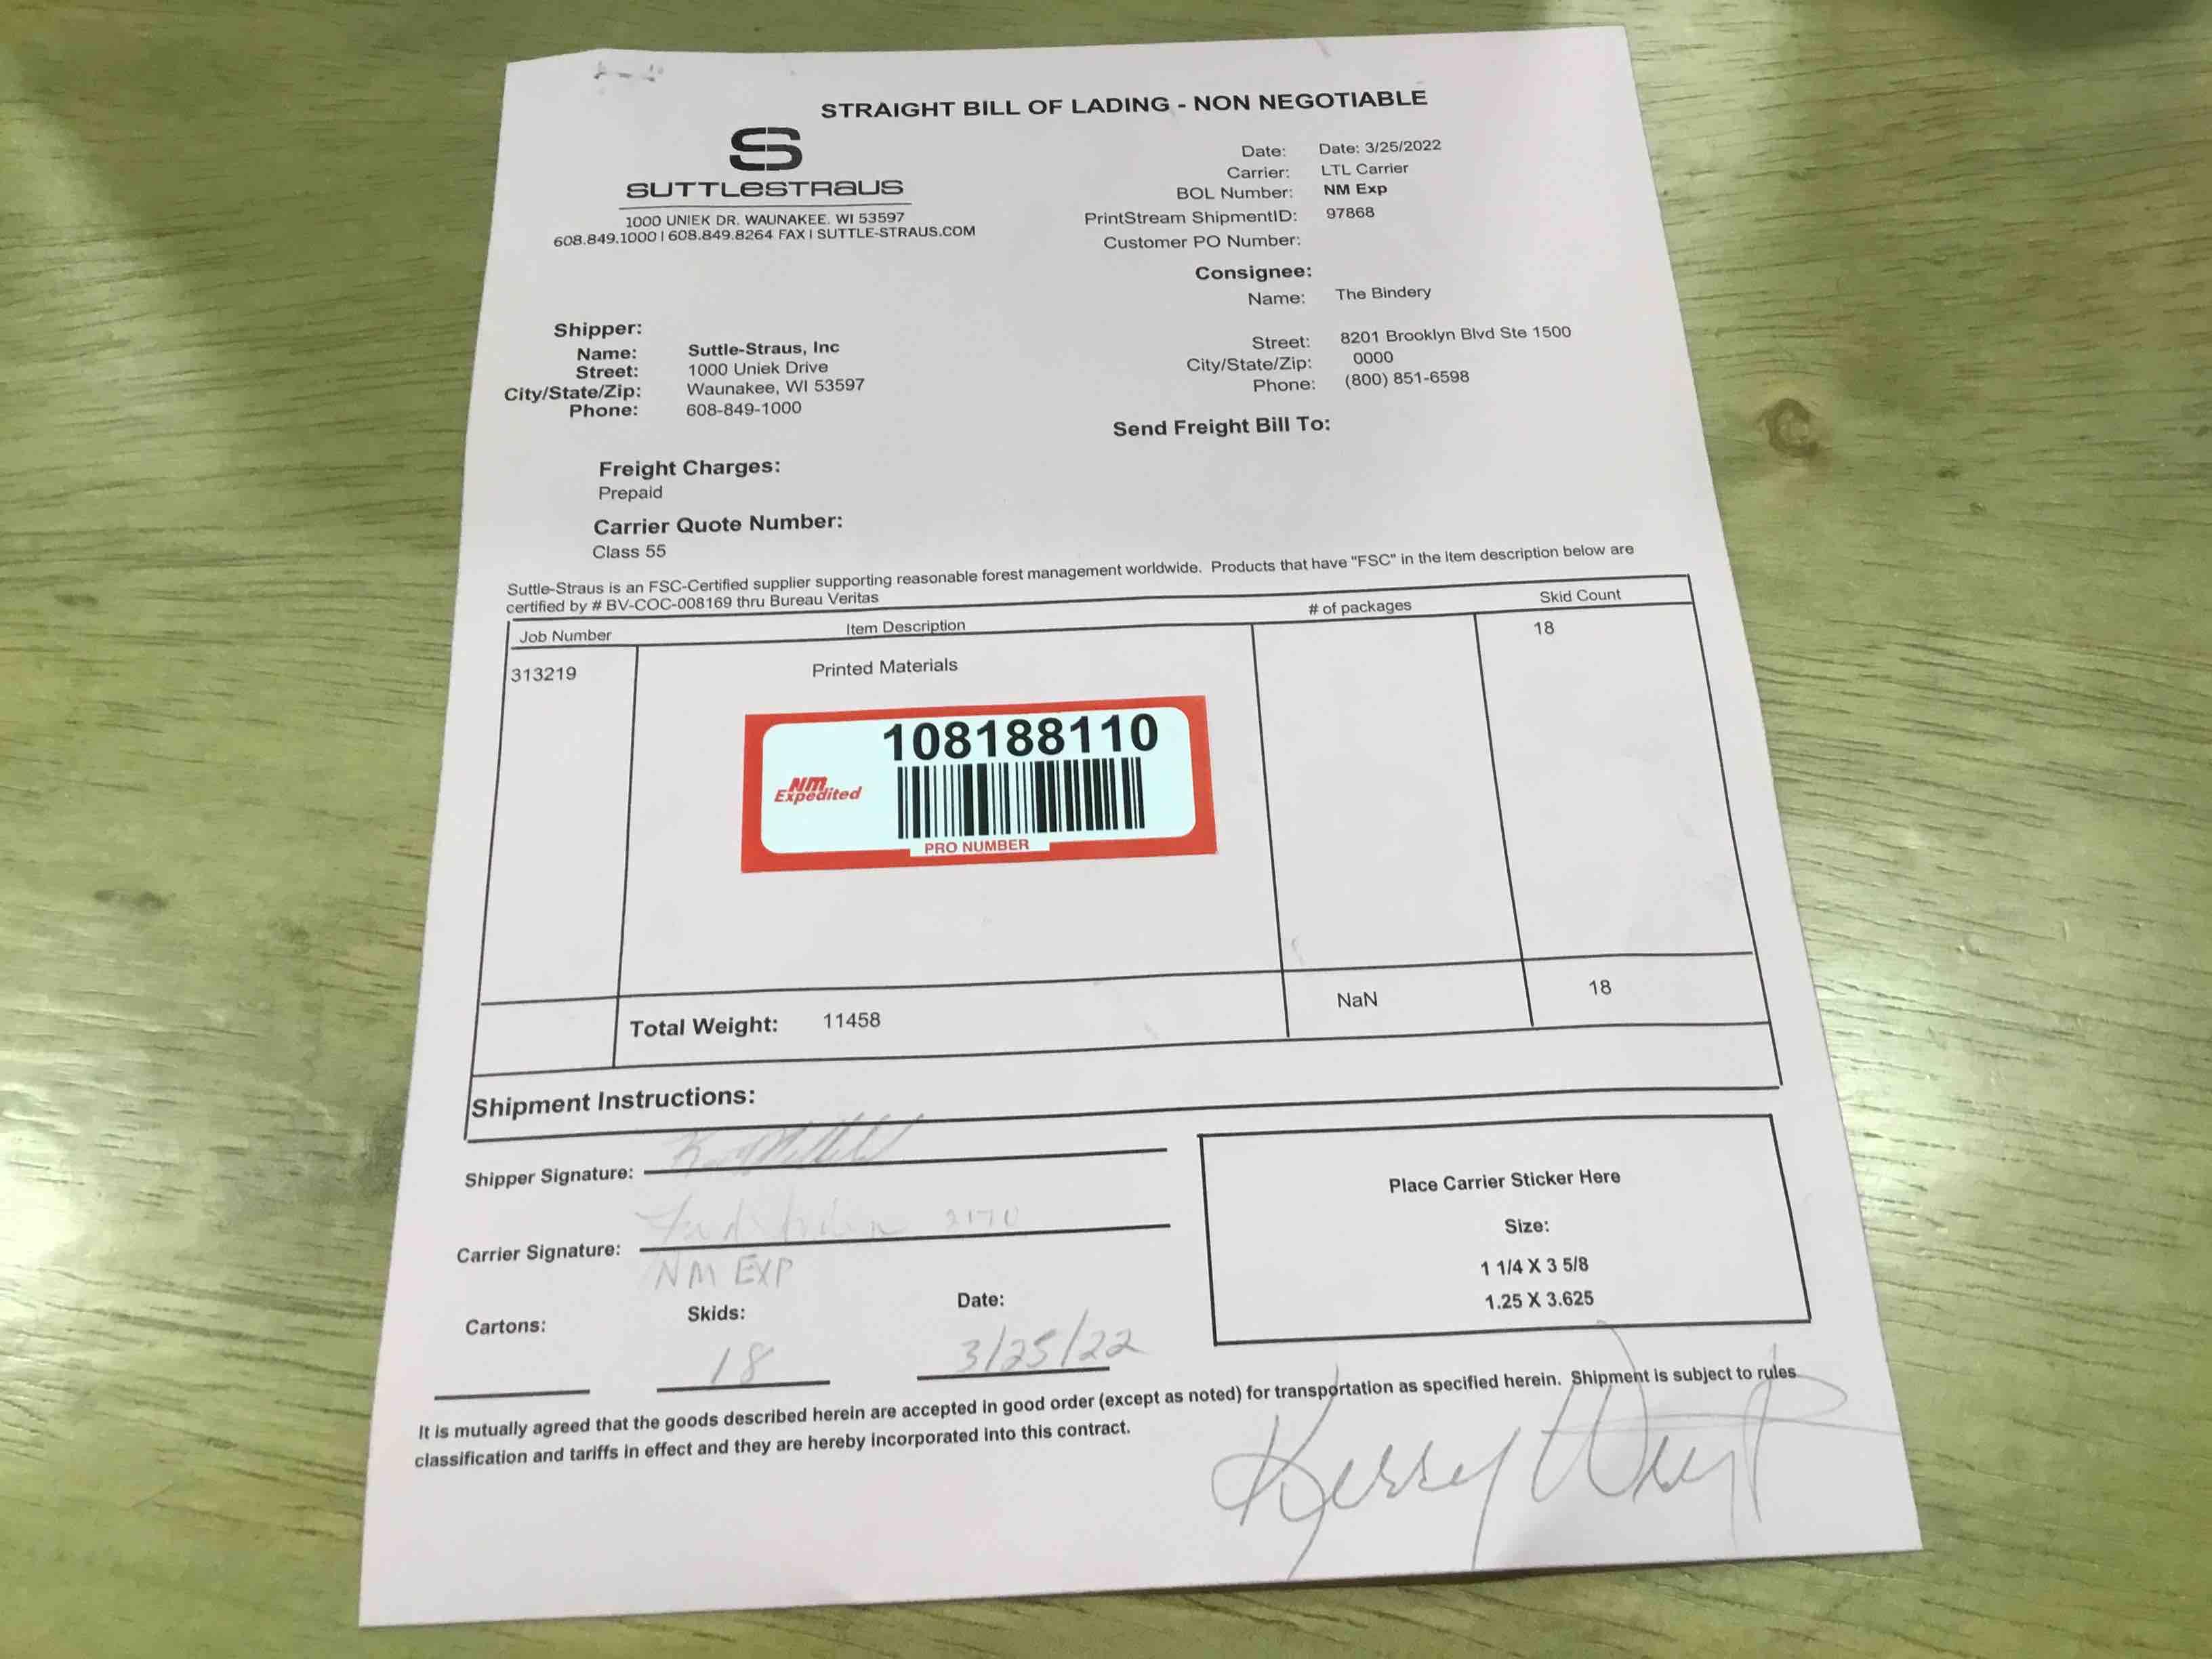 STRAIGHT BILL OF LADING - NON NEGOTIABLE
SUTTLESTRAUS
1000 UNIEK DR. WAUNAKEE, WI 53597
608.849.1000 | 608.849.8264 FAX | SUTTLE-STRAUS.COM
Date: Date: 3/25/2022
Carrier: LTL Carrier
BOL Number: NM Exp
PrintStream ShipmentID: 97868
Customer PO Number:
Consignee:
Name: The Bindery
Street: 8201 Brooklyn Blvd Ste 1500
City/State/Zip: 0000
Phone: (800) 851-6598
Shipper:
Name: Suttle-Straus, Inc
Street: 1000 Uniek Drive
City/State/Zip: Waunakee, WI 53597
Phone: 608-849-1000
Send Freight Bill To:
Freight Charges:
Prepaid
Carrier Quote Number:
Class 55
Suttle-Straus is an FSC-Certified supplier supporting reasonable forest management worldwide. Products that have "FSC" in the item description below are
certified by # BV-COC-008169 thru Bureau Veritas
Job Number Item Description # of packages Skid Count
313219 Printed Materials 18
108188110
NM Expedited
PRO NUMBER
Total Weight: 11458 NaN 18
Shipment Instructions:
Shipper Signature:
Carrier Signature: 2170
NM EXP
Cartons: Skids: Date:
18 3/25/22
Place Carrier Sticker Here
Size:
1 1/4 X 3 5/8
1.25 X 3.625
It is mutually agreed that the goods described herein are accepted in good order (except as noted) for transportation as specified herein. Shipment is subject to rules
classification and tariffs in effect and they are hereby incorporated into this contract.
Kerry